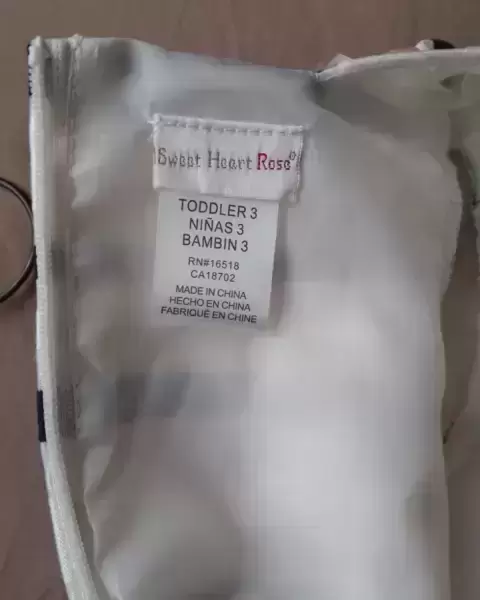 Sweet Heart Rose®
TODDLER 3
NIÑAS 3
BAMBIN 3
RN#16518
CA18702
MADE IN CHINA
HECHO EN CHINA
FABRIQUÉ EN CHINE